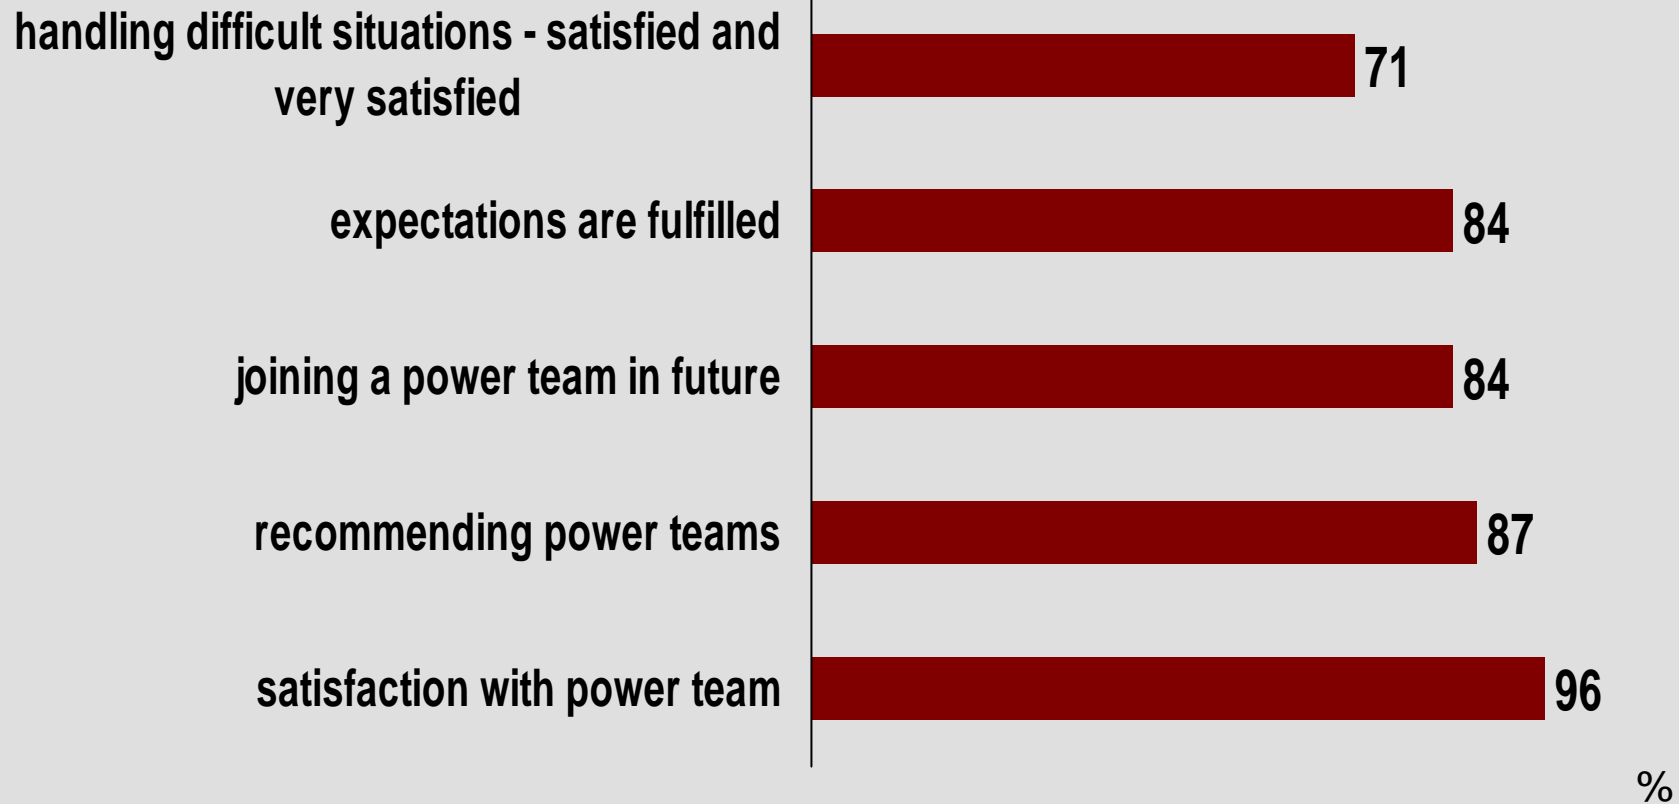 handling difficult situations - satisfied and
very satisfied
71
expectations are fulfilled
84
joining a power team in future
84
recommending power teams
87
satisfaction with power team
96
%